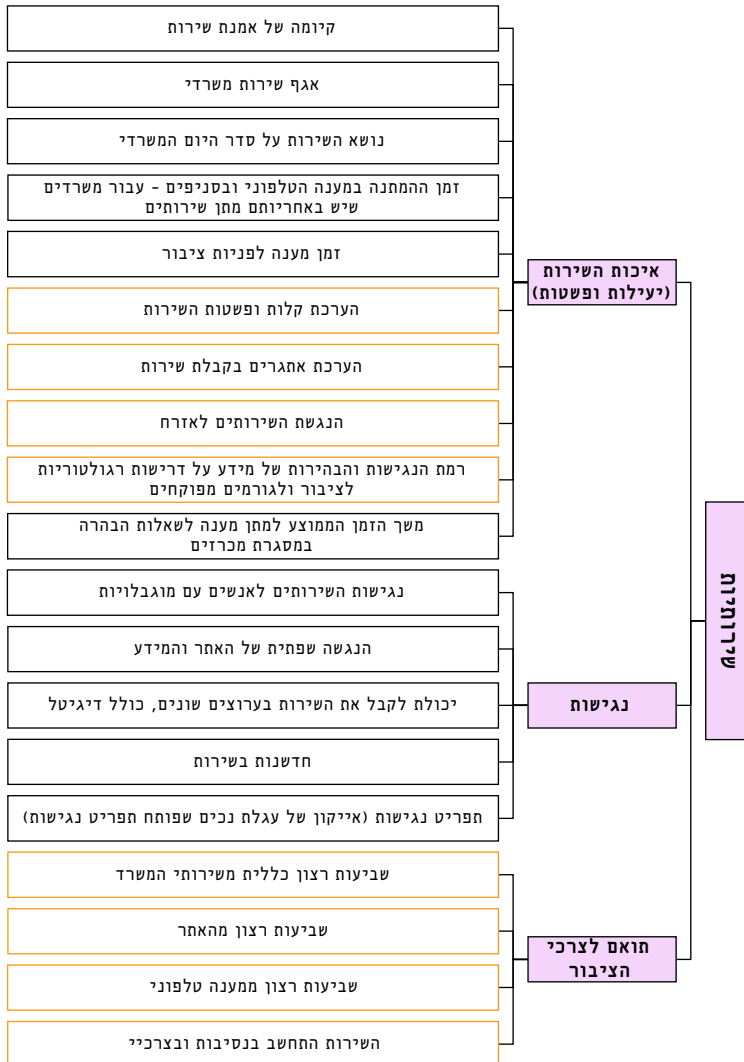 שירותיות
איכות השירות
(יעילות ופשטות)
קיומה של אמנת שירות
אגף שירות משרדי
נושא השירות על סדר היום המשרדי
זמן ההמתנה במענה הטלפוני ובסניפים - עבור משרדים
שיש באחריותם מתן שירותים
זמן מענה לפניות ציבור
הערכת קלות ופשטות השירות
הערכת אתגרים בקבלת שירות
הנגשת השירותים לאזרח
רמת הנגישות והבהירות של מידע על דרישות רגולטוריות
לציבור ולגורמים מפוקחים
משך הזמן הממוצע למתן מענה לשאלות הבהרה
במסגרת מכרזים
נגישות
נגישות השירותים לאנשים עם מוגבלויות
הנגשה שפתית של האתר והמידע
יכולת לקבל את השירות בערוצים שונים, כולל דיגיטל
חדשנות בשירות
תפריט נגישות (אייקון של עגלת נכים שפותח תפריט נגישות)
תואם לצרכי
הציבור
שביעות רצון כללית משירותי המשרד
שביעות רצון מהאתר
שביעות רצון ממענה טלפוני
השירות התחשב בנסיבות ובצרכיי